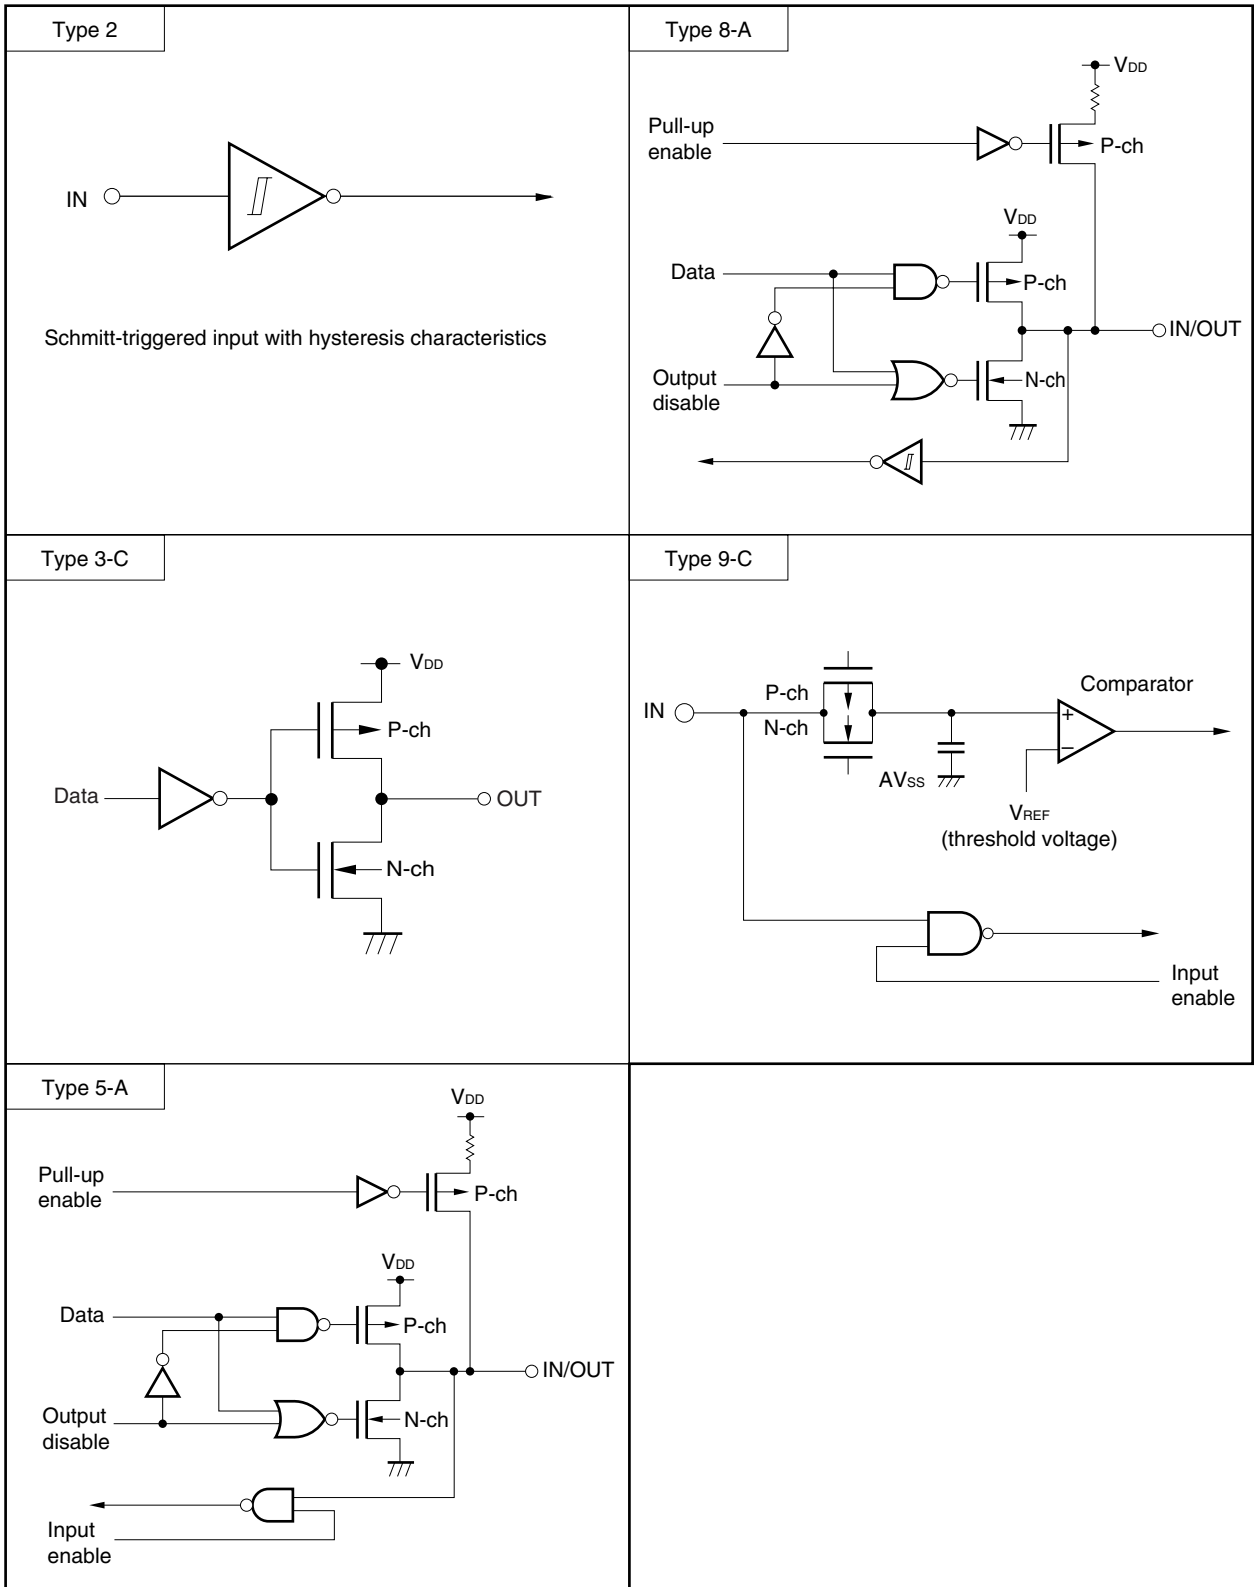 Type 2
IN
Schmitt-triggered input with hysteresis characteristics
Type 8-A
VDD
Pull-up
enable
P-ch
VDD
Data
P-ch
IN/OUT
Output
disable
N-ch
Type 3-C
VDD
P-ch
Data
OUT
N-ch
Type 9-C
Comparator
P-ch
IN
N-ch
+
−
AVSS
VREF
(threshold voltage)
Input
enable
Type 5-A
VDD
Pull-up
enable
P-ch
VDD
Data
P-ch
IN/OUT
Output
disable
N-ch
Input
enable